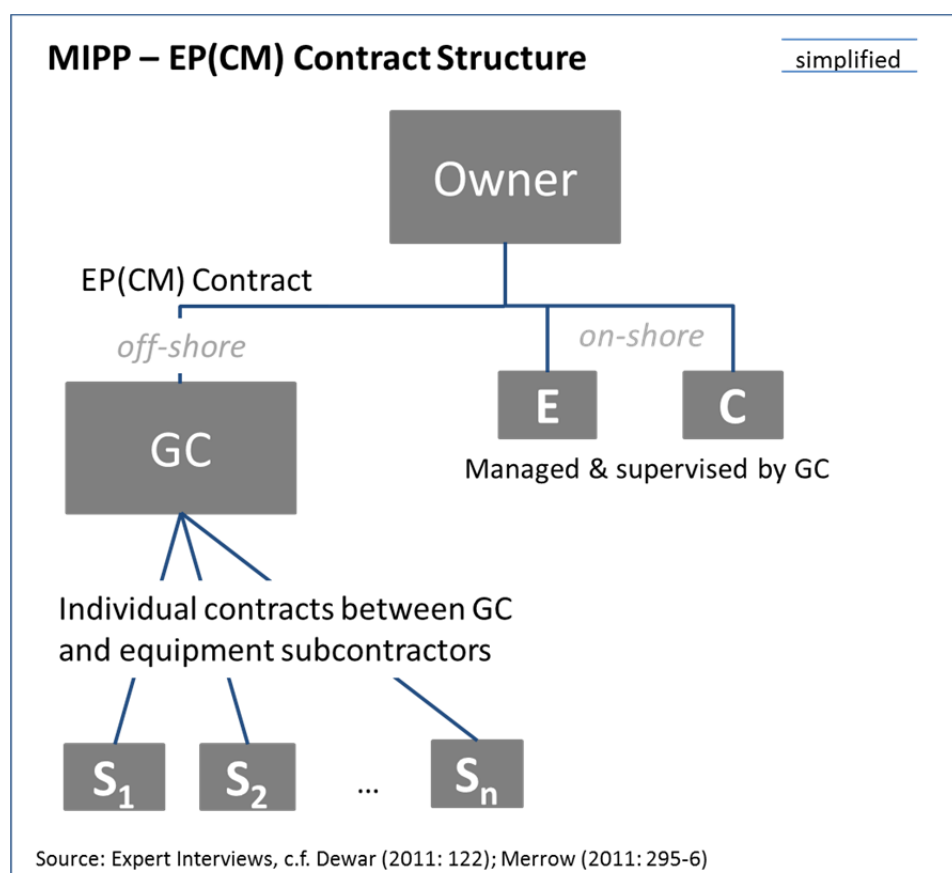 MIPP – EP(CM) Contract Structure
simplified
Owner
EP(CM) Contract
off-shore
on-shore
GC
E
C
Managed & supervised by GC
Individual contracts between GC
and equipment subcontractors
S1
S2
...
Sn
Source: Expert Interviews, c.f. Dewar (2011: 122); Merrow (2011: 295-6)